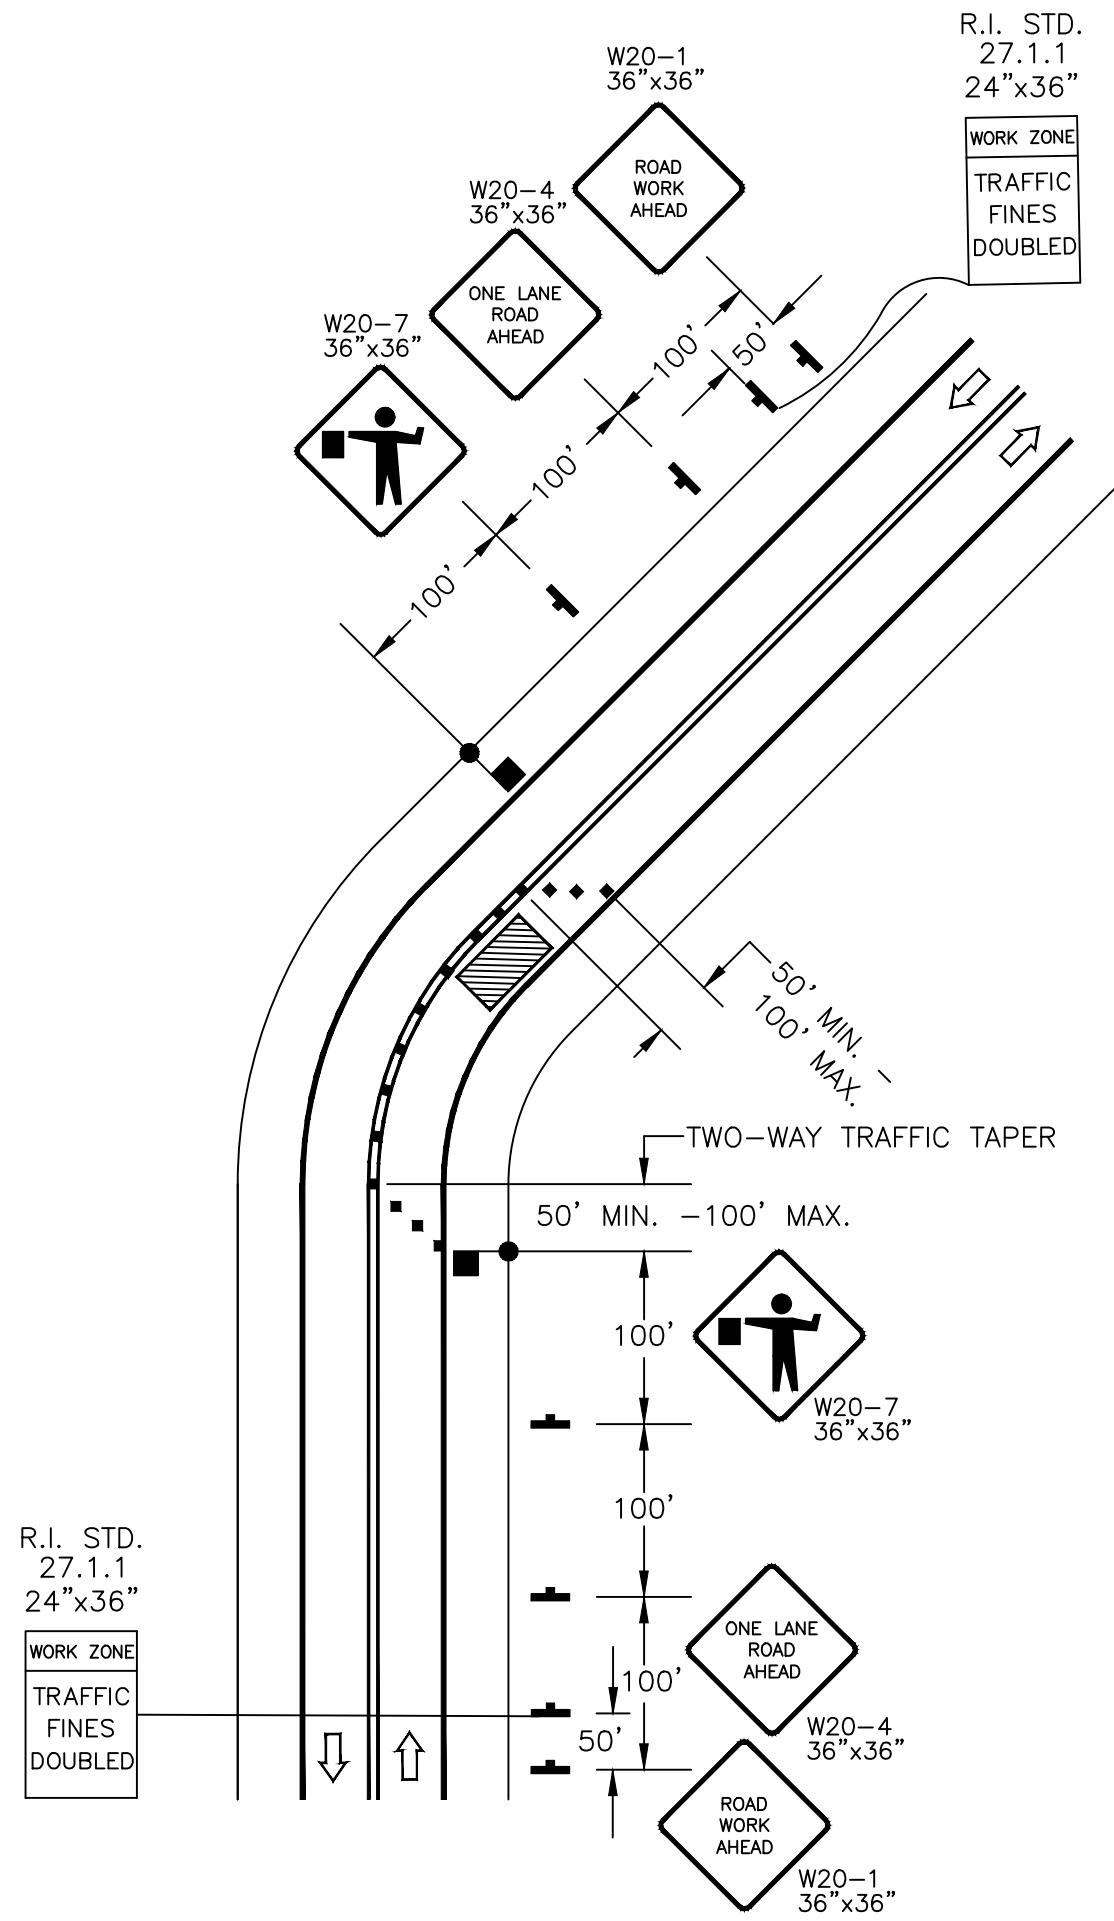 R.I. STD.
27.1.1
24"x36"
WORK ZONE
TRAFFIC
FINES
DOUBLED
W20-1
36"x36"
ROAD
WORK
AHEAD
W20-4
36"x36"
ONE LANE
ROAD
AHEAD
W20-7
36"x36"
50'
100'
100'
100'
50' MIN. -
100' MAX.
TWO-WAY TRAFFIC TAPER
50' MIN. -100' MAX.
100'
W20-7
36"x36"
100'
R.I. STD.
27.1.1
24"x36"
WORK ZONE
TRAFFIC
FINES
DOUBLED
ONE LANE
ROAD
AHEAD
100'
W20-4
36"x36"
50'
ROAD
WORK
AHEAD
W20-1
36"x36"